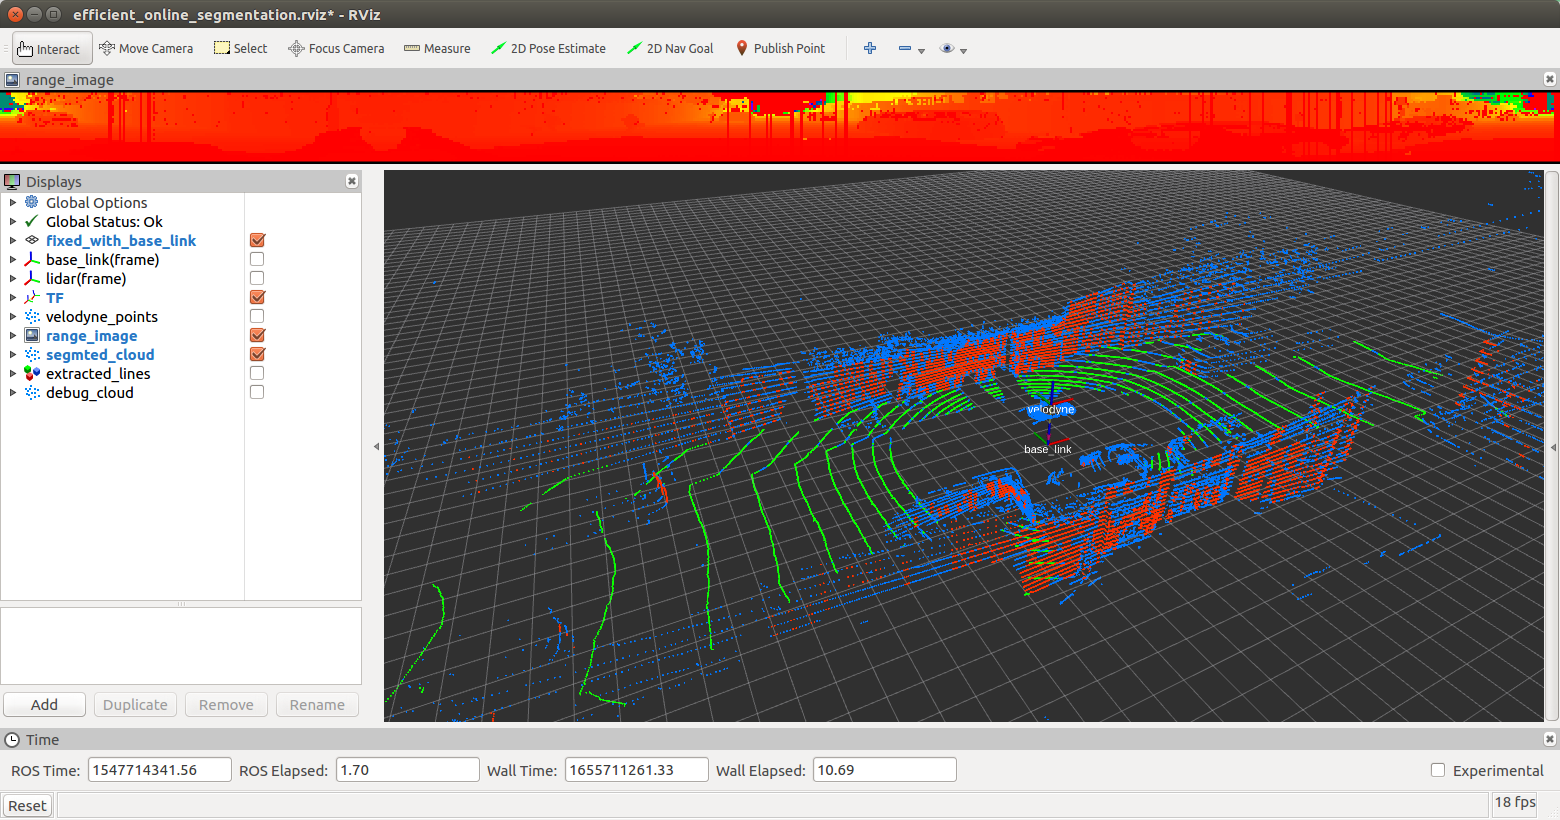 efficient_online_segmentation.rviz* - RViz
Interact Move Camera Select Focus Camera Measure 2D Pose Estimate 2D Nav Goal Publish Point
range_image
Displays
Global Options
Global Status: Ok
fixed_with_base_link
base_link(frame)
lidar(frame)
TF
velodyne_points
range_image
segmted_cloud
extracted_lines
debug_cloud
velodyne
base_link
Add Duplicate Remove Rename
Time
ROS Time: 1547714341.56 ROS Elapsed: 1.70 Wall Time: 1655711261.33 Wall Elapsed: 10.69 Experimental
Reset 18 fps